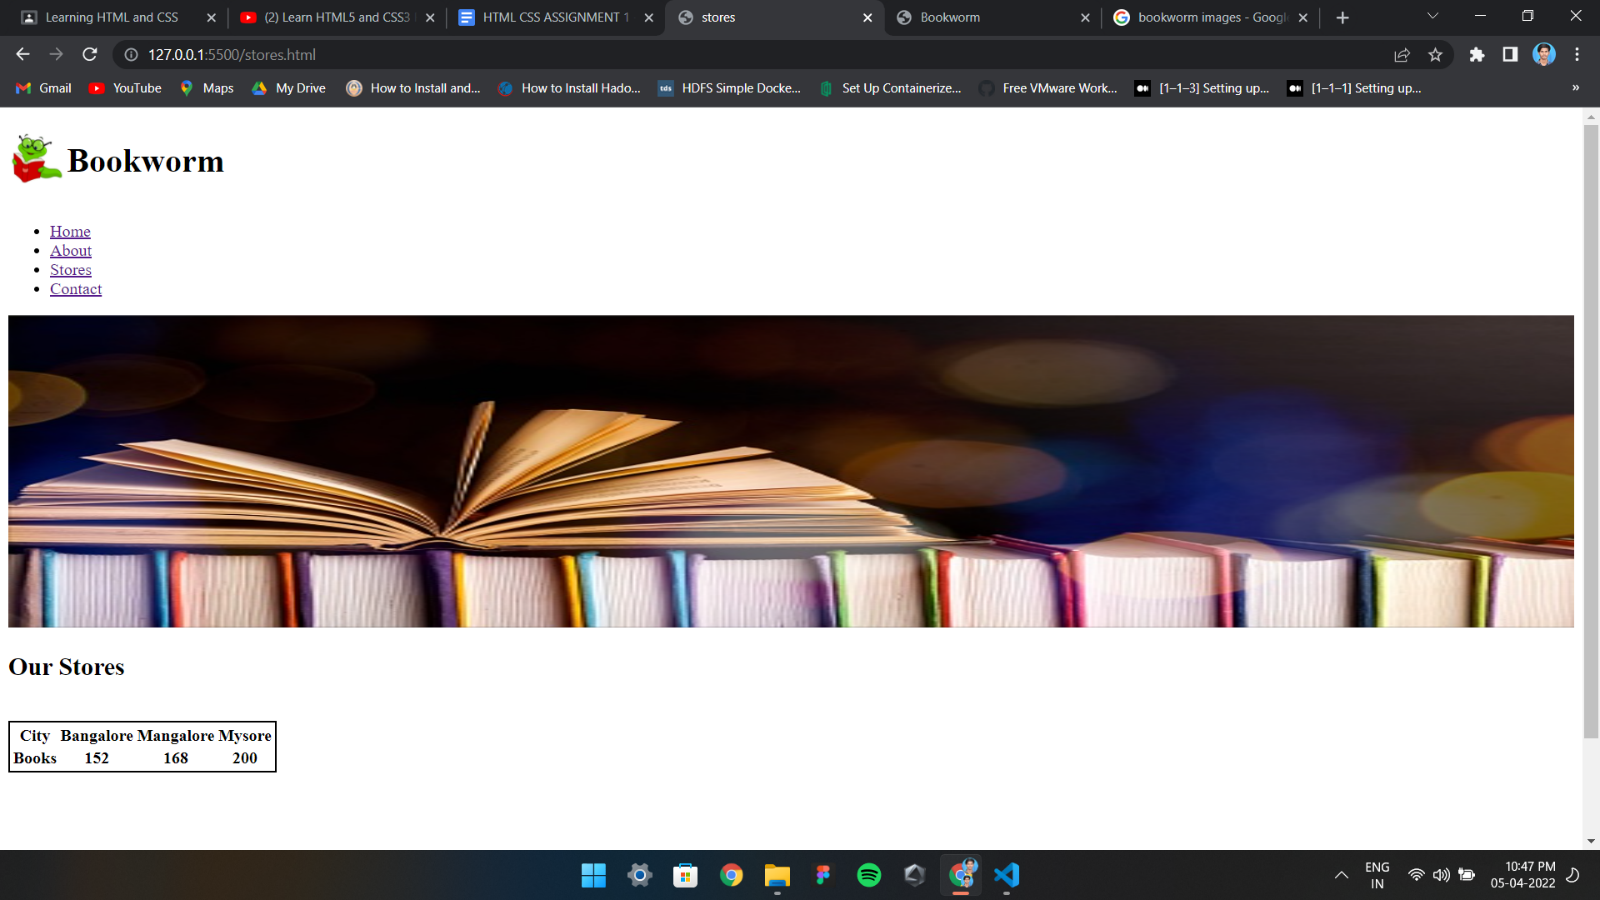 Learning HTML and CSS
(2) Learn HTML5 and CSS3
HTML CSS ASSIGNMENT 1
stores
Bookworm
bookworm images - Googl
127.0.0.1:5500/stores.html
Gmail
YouTube
Maps
My Drive
How to Install and...
How to Install Hado...
tds
HDFS Simple Docke...
Set Up Containerize...
Free VMware Work...
[1–1–3] Setting up...
[1–1–1] Setting up...
»
Bookworm
Home
About
Stores
Contact
Our Stores
City Bangalore Mangalore Mysore
Books 152 168 200
ENG
IN
10:47 PM
05-04-2022